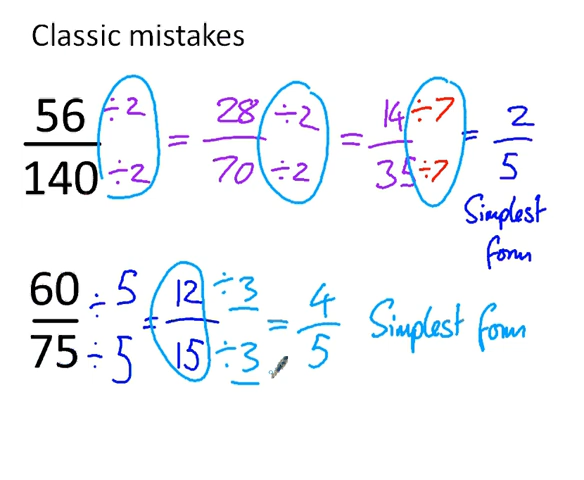 Classic mistakes
56 ÷2 = 28 ÷2 = 14 ÷7 = 2
140 ÷2 70 ÷2 35 ÷7 5
Simplest
form
60 ÷ 5 = 12 ÷3 = 4 Simplest form
75 ÷ 5 15 ÷3 5